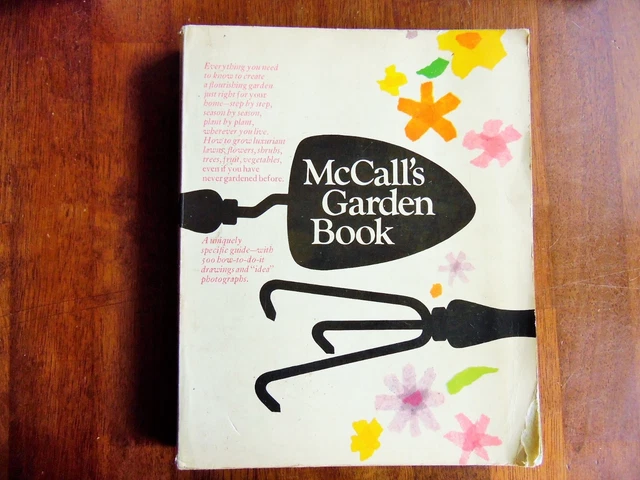 Everything you need
to know to create
a flourishing garden
just right for your
home—step by step,
season by season,
plant by plant,
wherever you live.
How to grow luxuriant
lawns, flowers, shrubs,
trees, fruit, vegetables,
even if you have
never gardened before.
McCall's
Garden
Book
A uniquely
specific guide—with
500 how-to-do-it
drawings and "idea"
photographs.